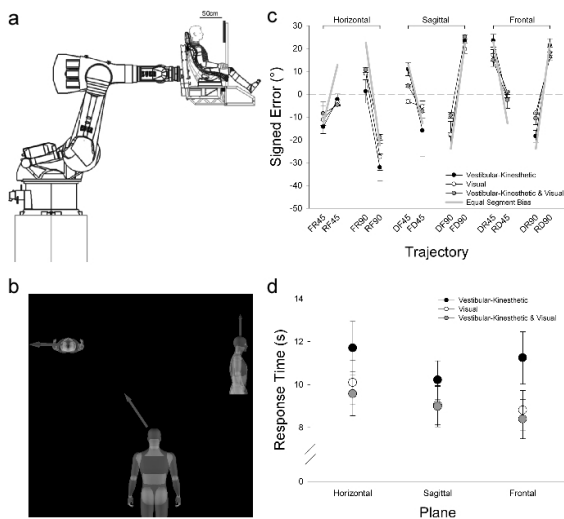 a
50cm
b
c
Horizontal
Sagittal
Frontal
Signed Error (°)
30
20
10
0
-10
-20
-30
-40
-50
Vestibular-Kinesthetic
Visual
Vestibular-Kinesthetic & Visual
Equal Segment Bias
FR45
RF45
FR90
RF90
DF45
FD45
DF90
FD90
DR45
RD45
DR90
RD90
Trajectory
d
Response Time (s)
14
12
10
8
0
Vestibular-Kinesthetic
Visual
Vestibular-Kinesthetic & Visual
Horizontal
Sagittal
Frontal
Plane